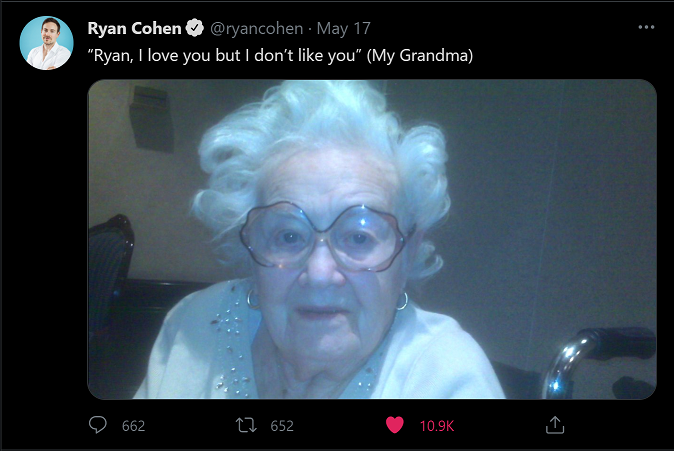 Ryan Cohen @ryancohen · May 17
“Ryan, I love you but I don’t like you” (My Grandma)
662 652 10.9K